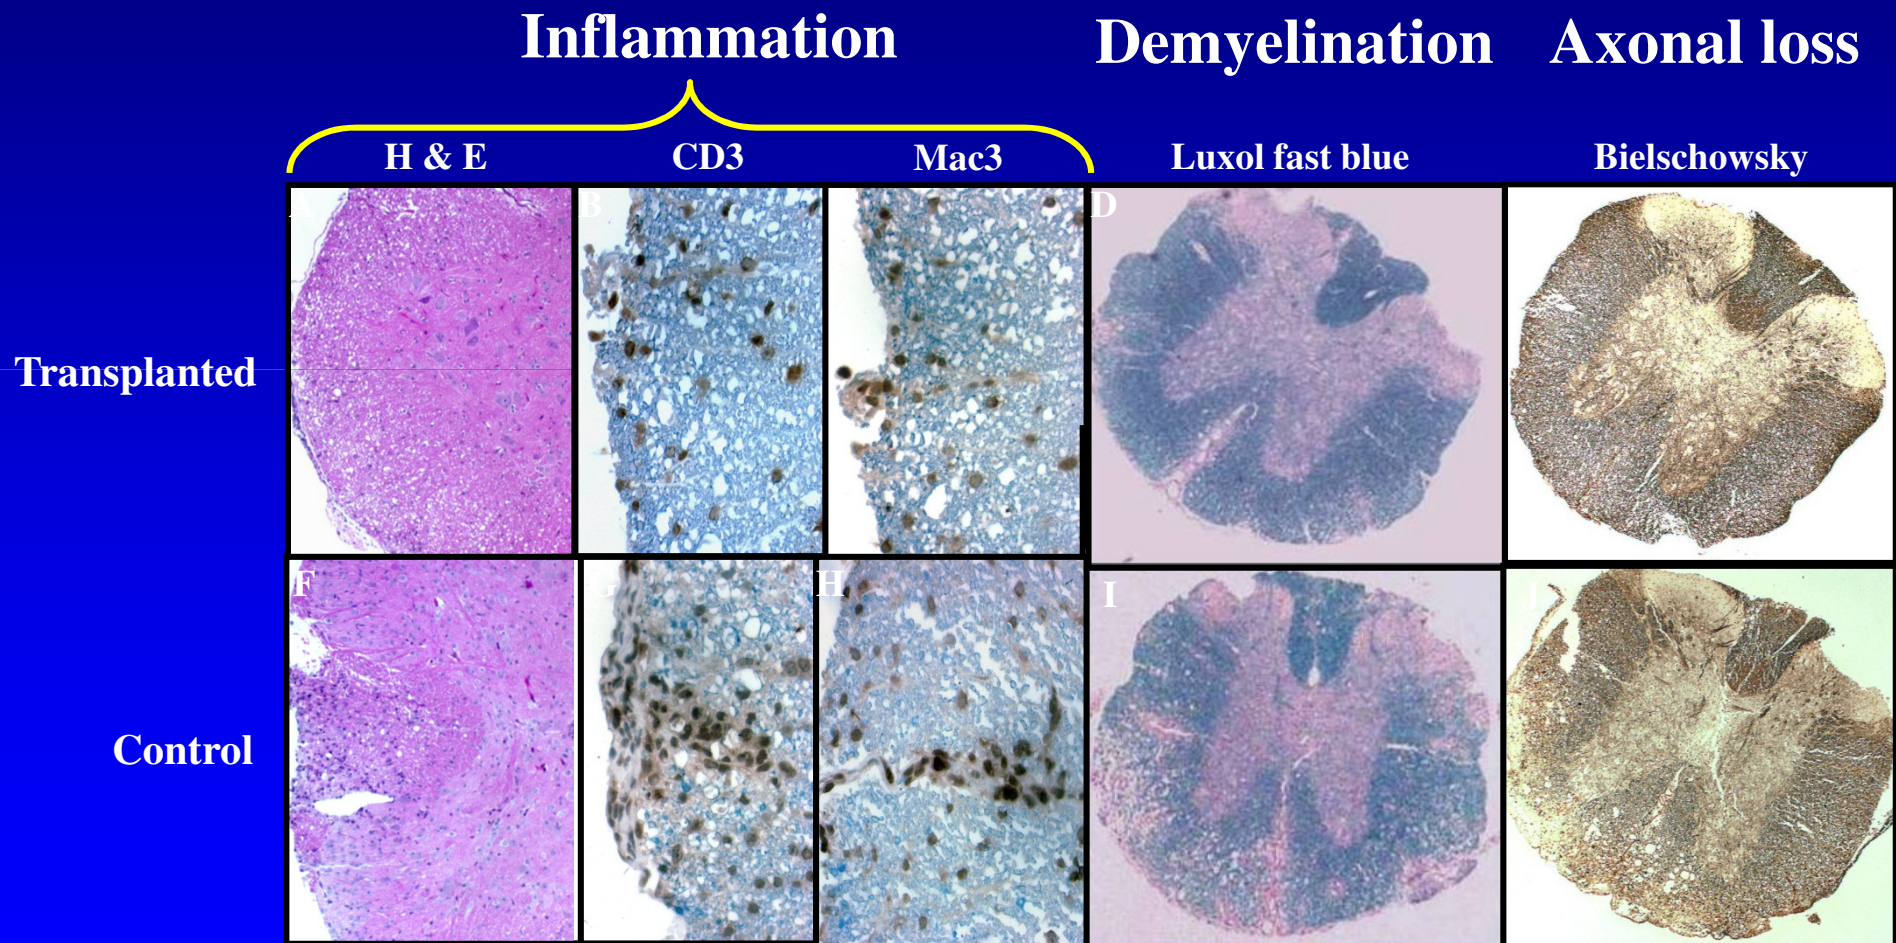 Inflammation
Demyelination
Axonal loss
H & E
CD3
Mac3
Luxol fast blue
Bielschowsky
Transplanted
A
B
D
Control
F
G
H
I
J